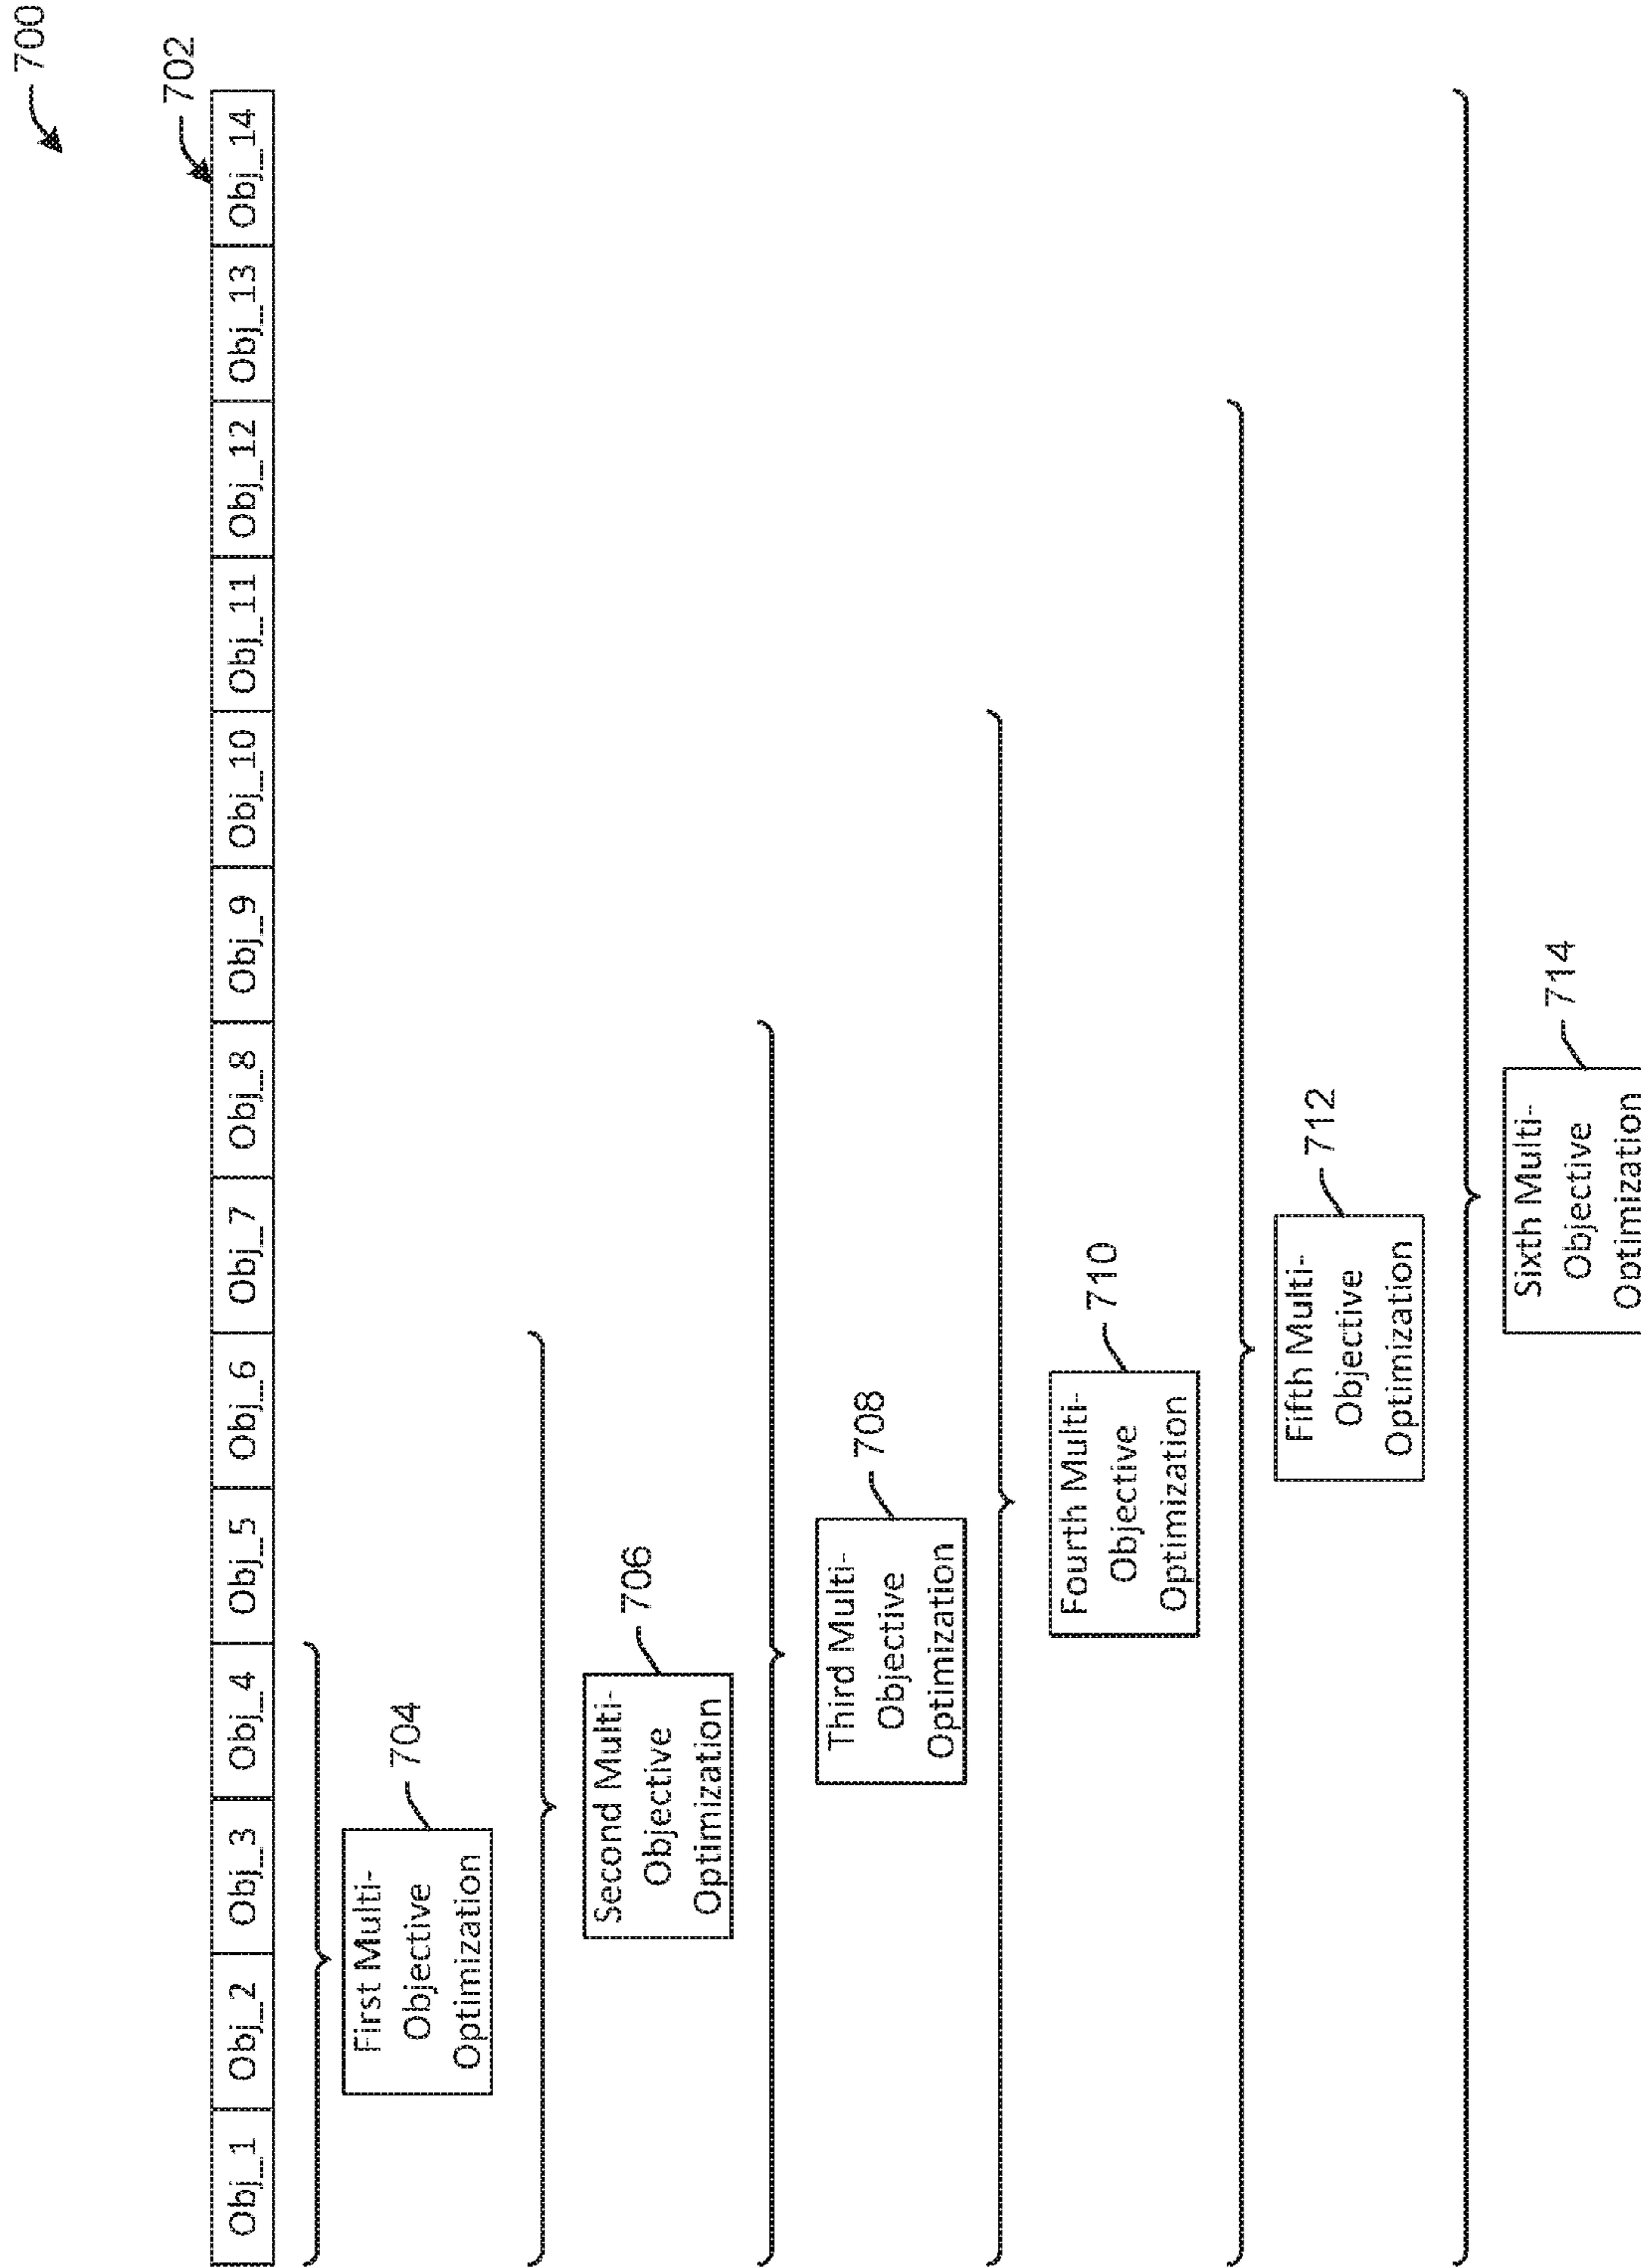 700
702
Obj_1 Obj_2 Obj_3 Obj_4 Obj_5 Obj_6 Obj_7 Obj_8 Obj_9 Obj_10 Obj_11 Obj_12 Obj_13 Obj_14
First Multi-
Objective
Optimization
704
Second Multi-
Objective
Optimization
706
Third Multi-
Objective
Optimization
708
Fourth Multi-
Objective
Optimization
710
Fifth Multi-
Objective
Optimization
712
Sixth Multi-
Objective
Optimization
714